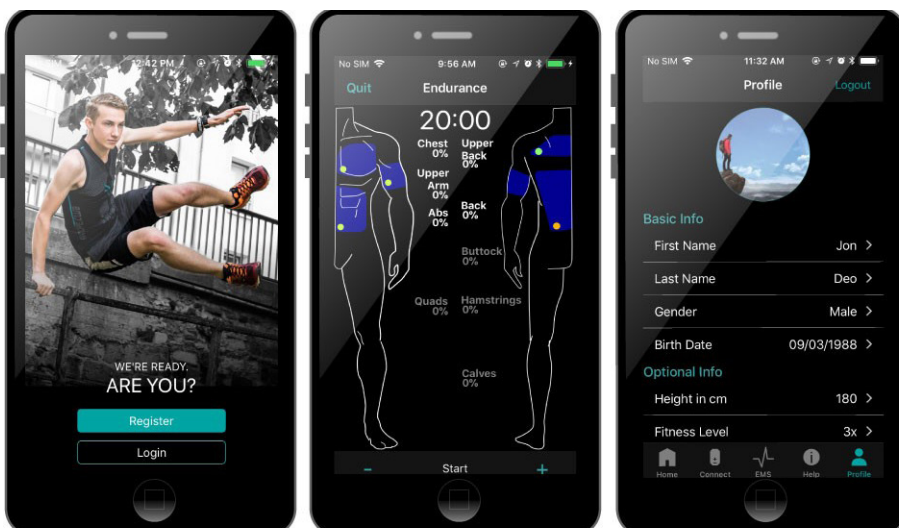 12:42 PM
WE'RE READY.
ARE YOU?
Register
Login
No SIM 9:56 AM
Quit Endurance
20:00
Chest
0%
Upper
Back
0%
Upper
Arm
0%
Abs
0%
Back
0%
Buttock
0%
Quads
0%
Hamstrings
0%
Calves
0%
- Start +
No SIM 11:32 AM
Profile Logout
Basic Info
First Name Jon >
Last Name Deo >
Gender Male >
Birth Date 09/03/1988 >
Optional Info
Height in cm 180 >
Fitness Level 3x >
Home Connect EMS Help Profile